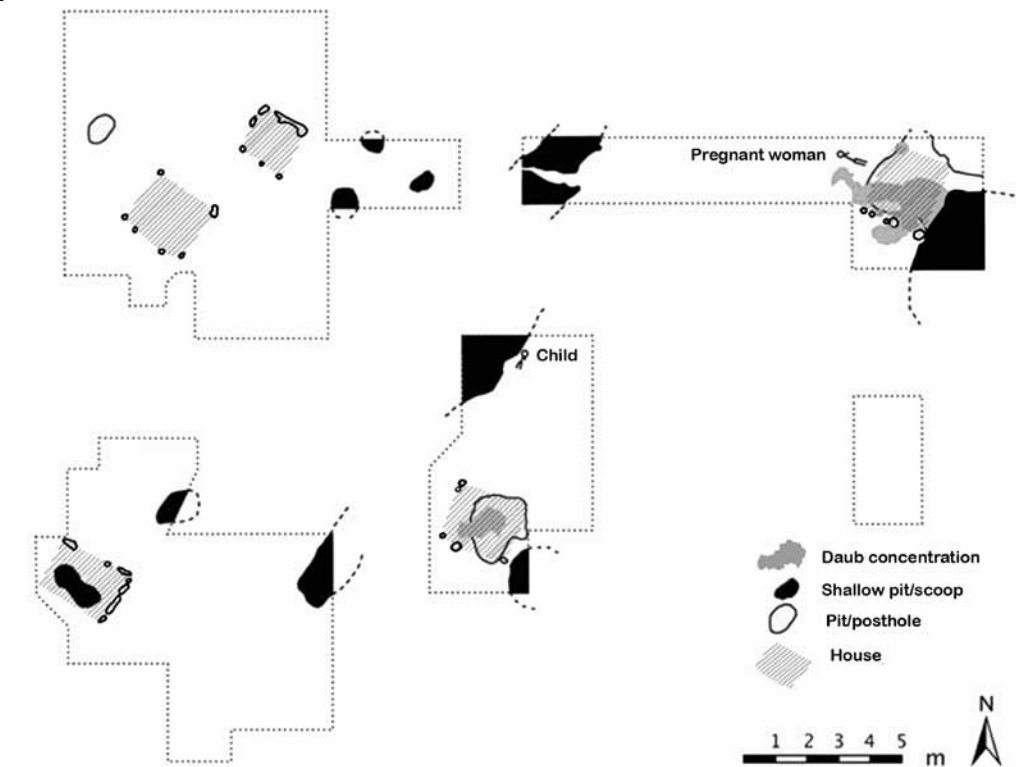 Pregnant woman
Child
Daub concentration
Shallow pit/scoop
Pit/posthole
House
N
1 2 3 4 5 m